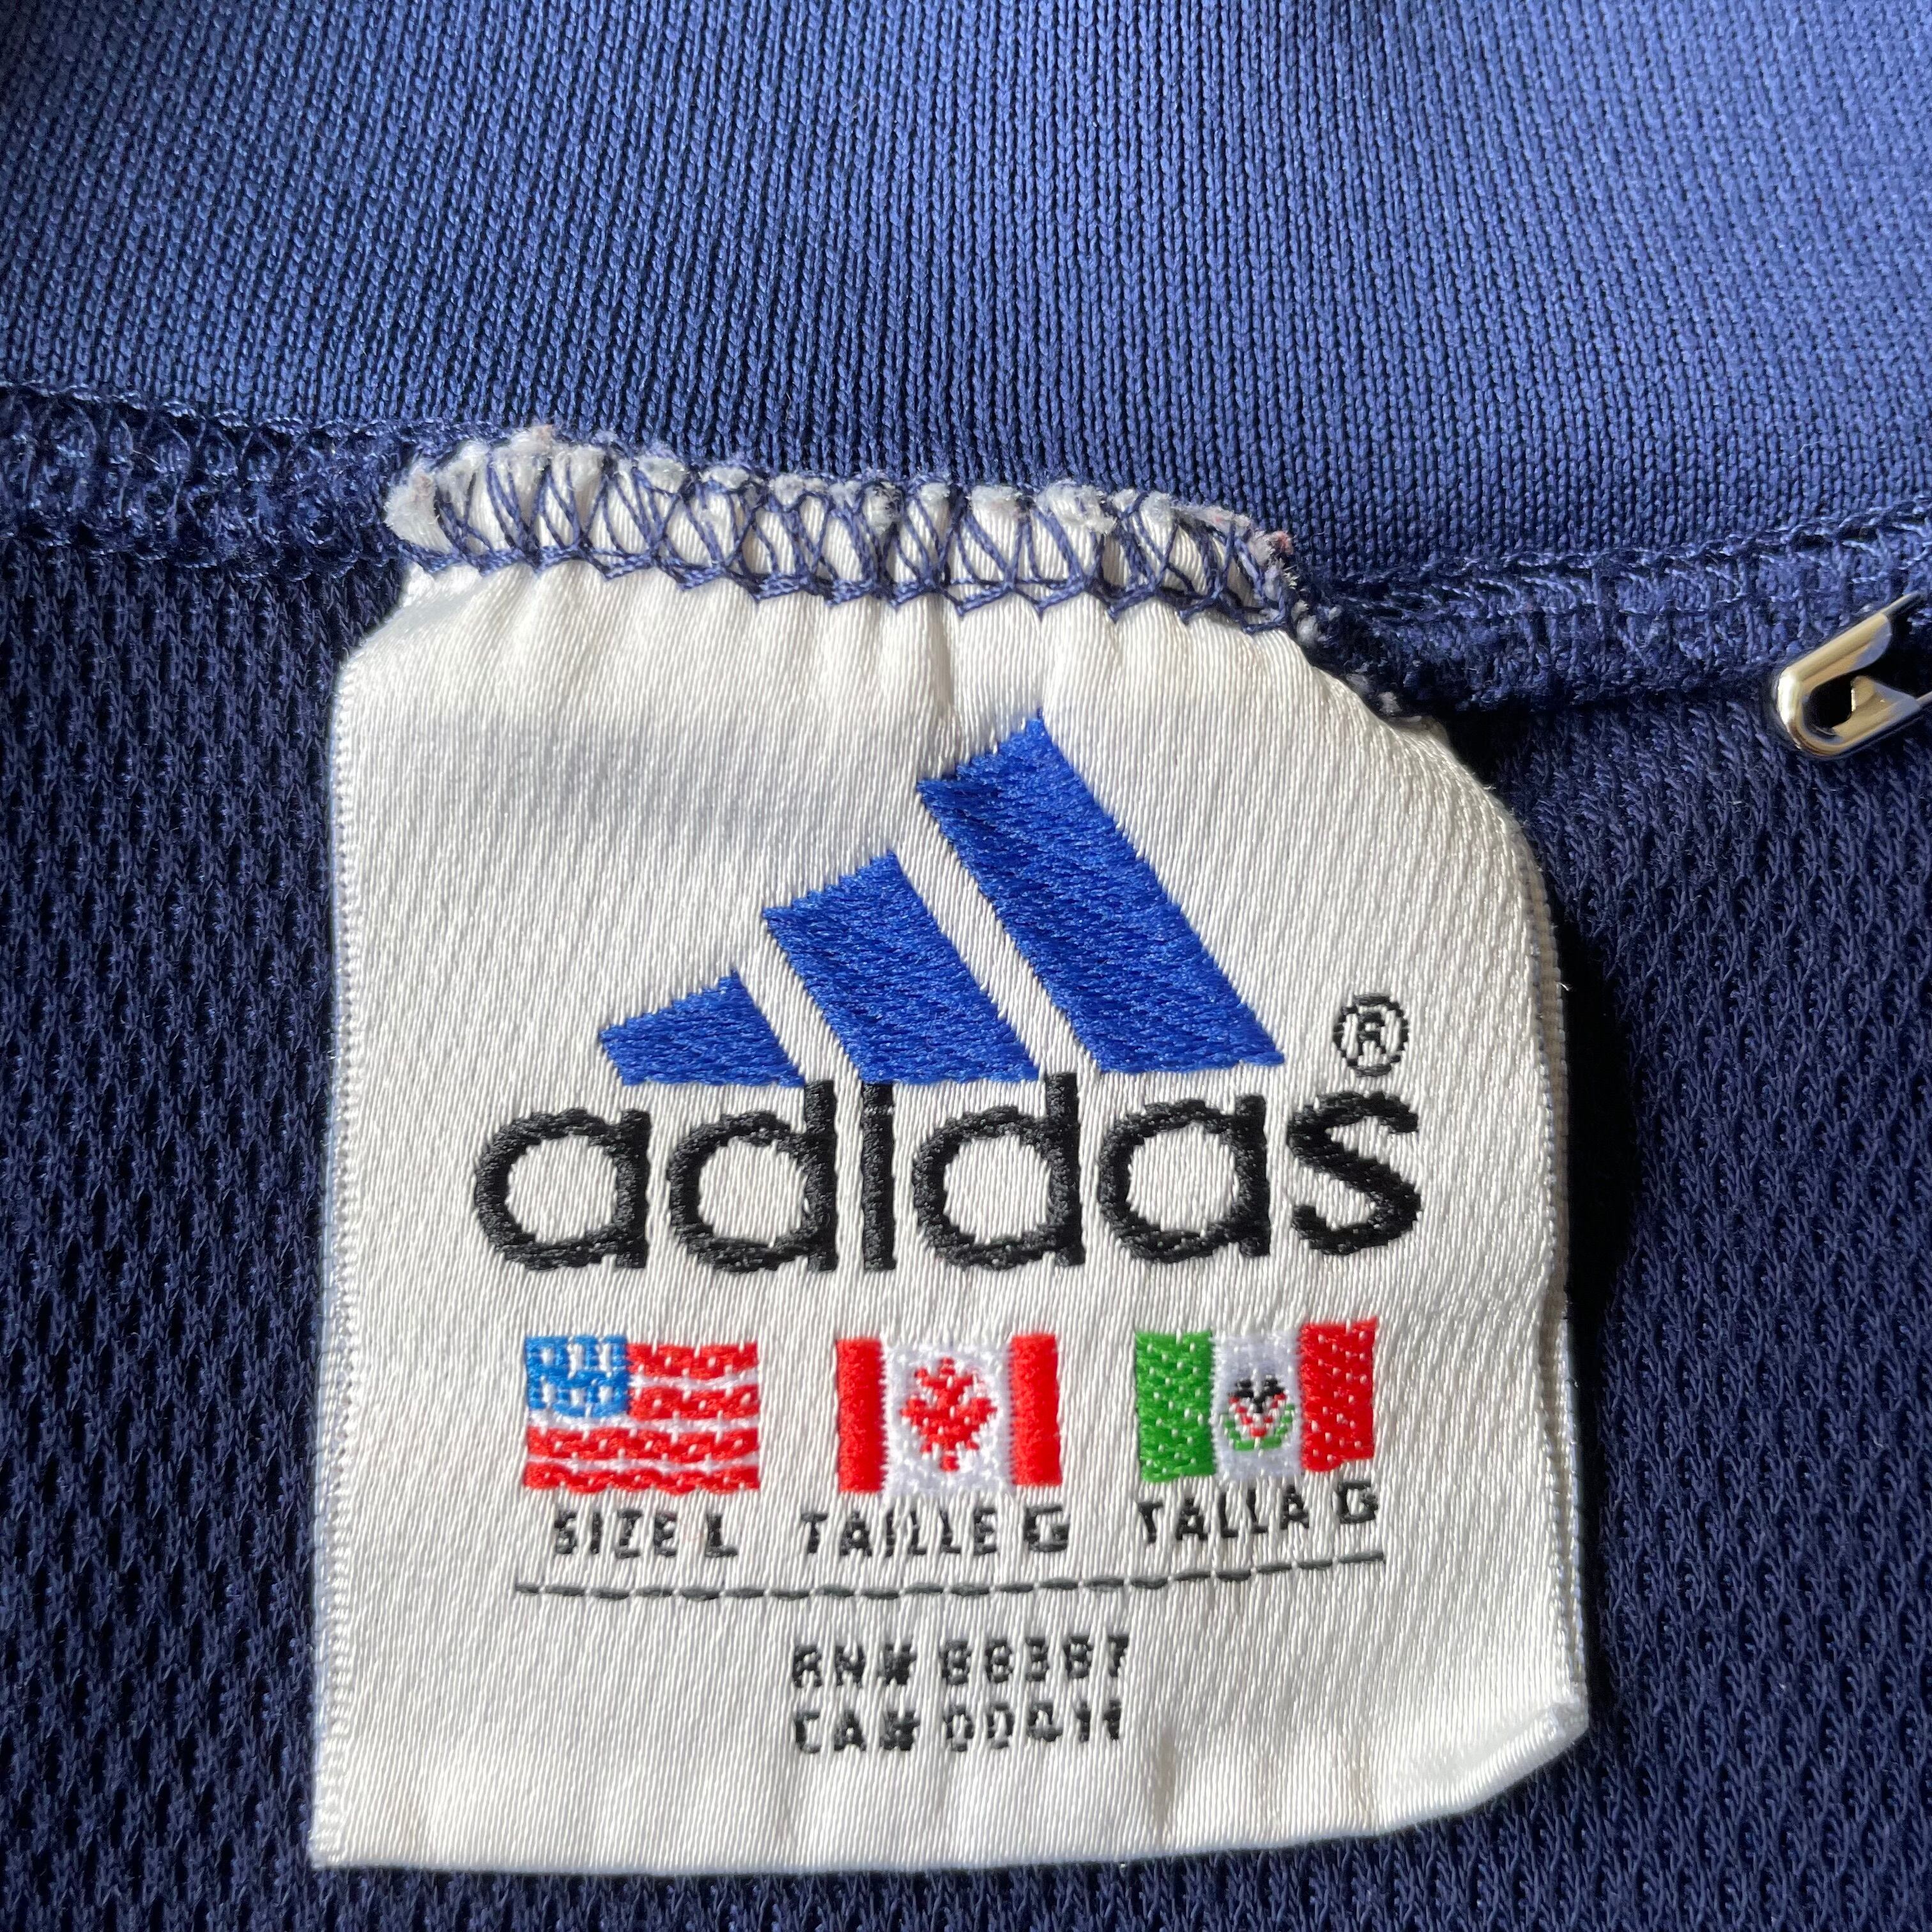 adidas ®
SIZE L TAILLE G TALLA G
RN# 88387
CA# 00411